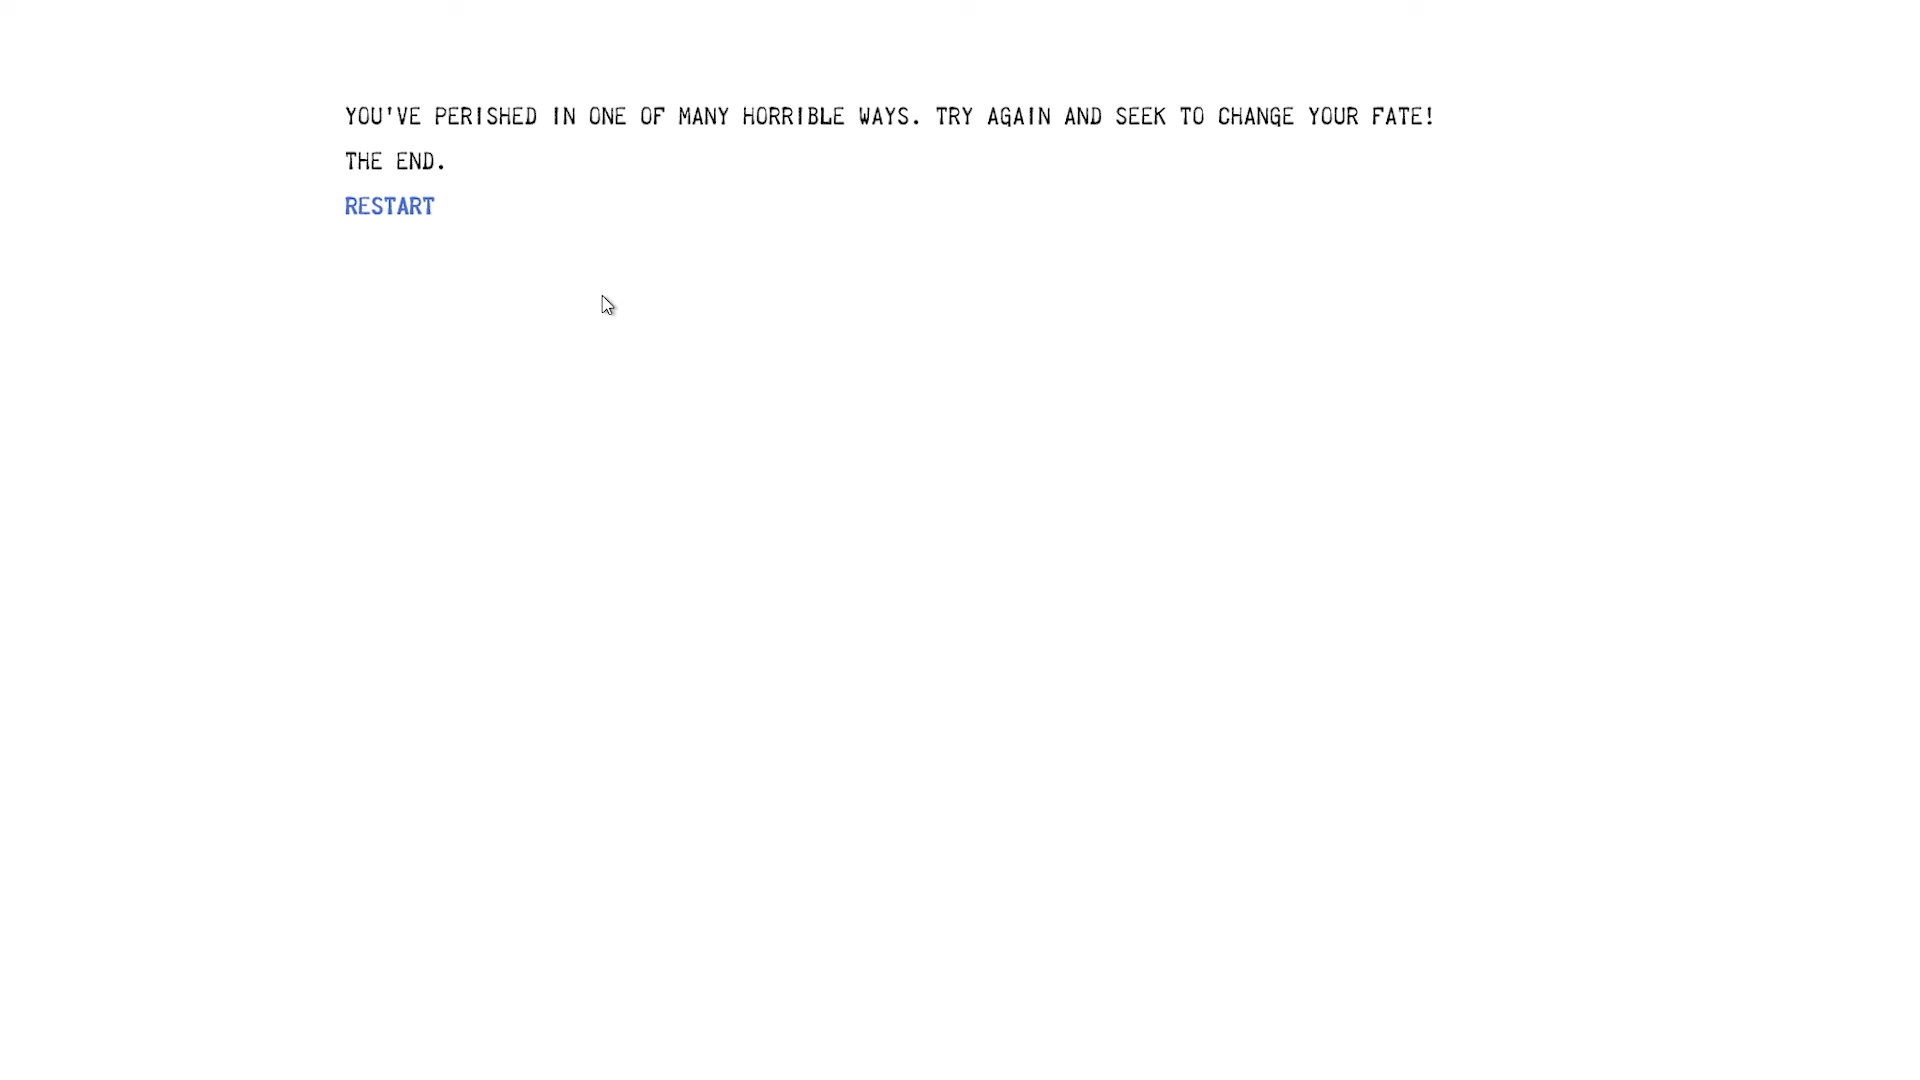 YOU'VE PERISHED IN ONE OF MANY HORRIBLE WAYS. TRY AGAIN AND SEEK TO CHANGE YOUR FATE!
THE END.
RESTART